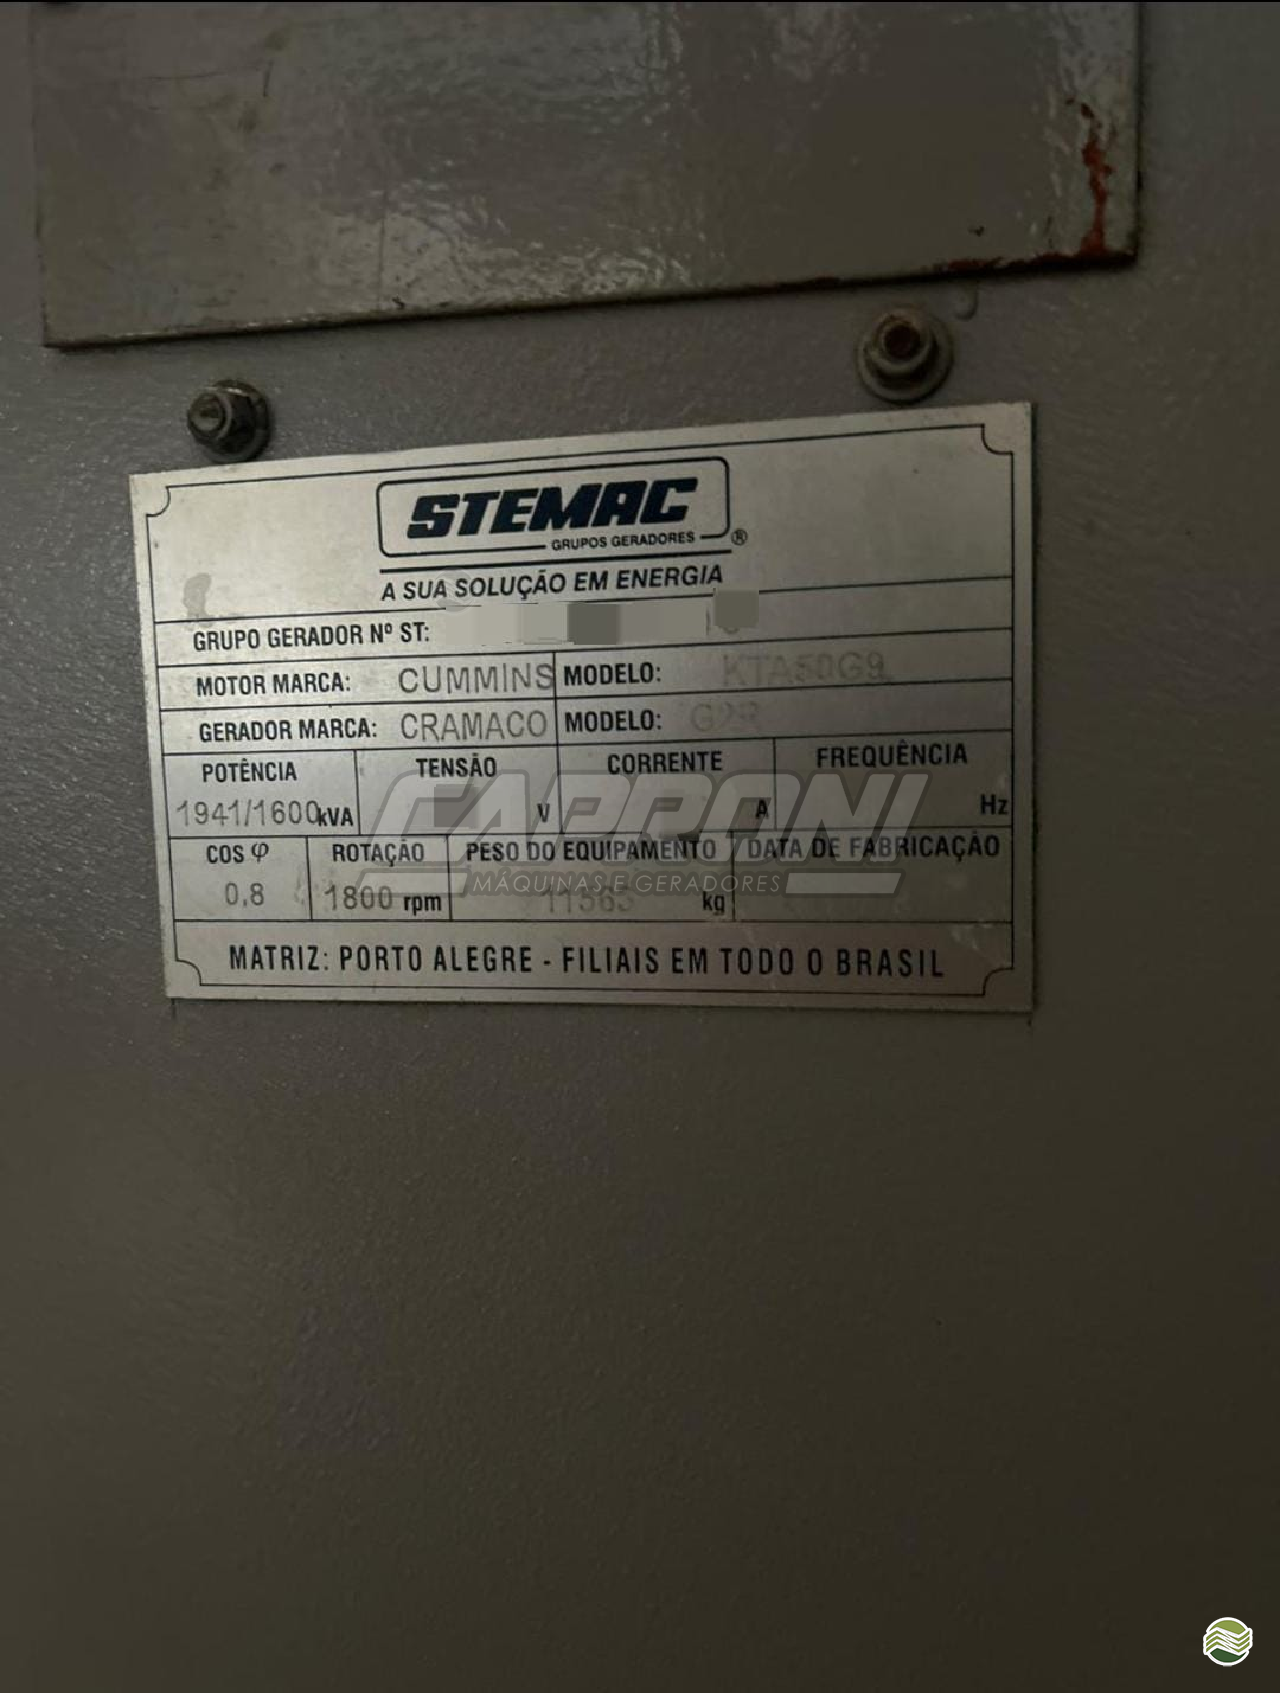 STEMAC
GRUPOS GERADORES ®
A SUA SOLUÇÃO EM ENERGIA
GRUPO GERADOR Nº ST:
MOTOR MARCA: CUMMINS MODELO: KTA50G9
GERADOR MARCA: CRAMACO MODELO:
POTÊNCIA TENSÃO CORRENTE FREQUÊNCIA
1941/1600kVA V A Hz
CAPPONI
COS φ ROTAÇÃO PESO DO EQUIPAMENTO DATA DE FABRICAÇÃO
MÁQUINAS E GERADORES
0,8 1800 rpm kg
MATRIZ: PORTO ALEGRE - FILIAIS EM TODO O BRASIL